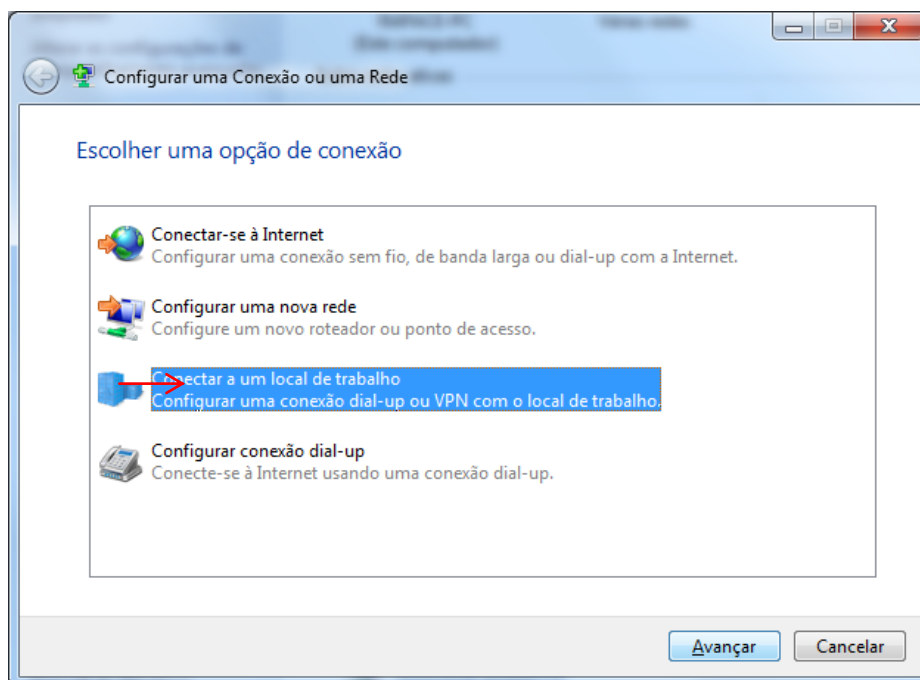 (Este computador)
Configurar uma Conexão ou uma Rede
Escolher uma opção de conexão
Conectar-se à Internet
Configurar uma conexão sem fio, de banda larga ou dial-up com a Internet.
Configurar uma nova rede
Configure um novo roteador ou ponto de acesso.
Conectar a um local de trabalho
Configurar uma conexão dial-up ou VPN com o local de trabalho.
Configurar conexão dial-up
Conecte-se à Internet usando uma conexão dial-up.
Avançar
Cancelar